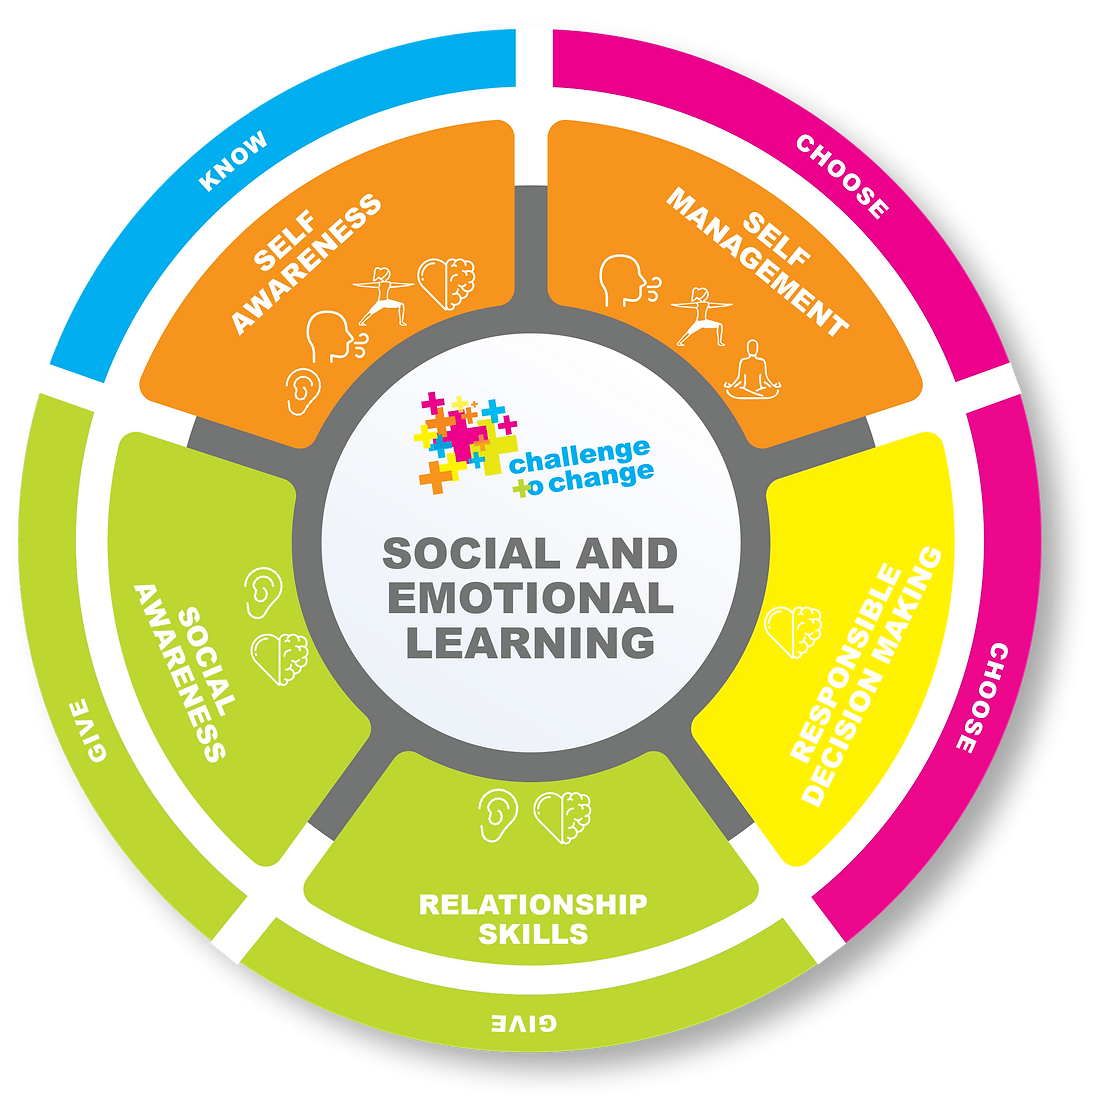 KNOW
CHOOSE
SELF
AWARENESS
SELF
MANAGEMENT
challenge
to change
SOCIAL AND
EMOTIONAL
LEARNING
SOCIAL
AWARENESS
RESPONSIBLE
DECISION MAKING
CHOOSE
GIVE
RELATIONSHIP
SKILLS
GIVE